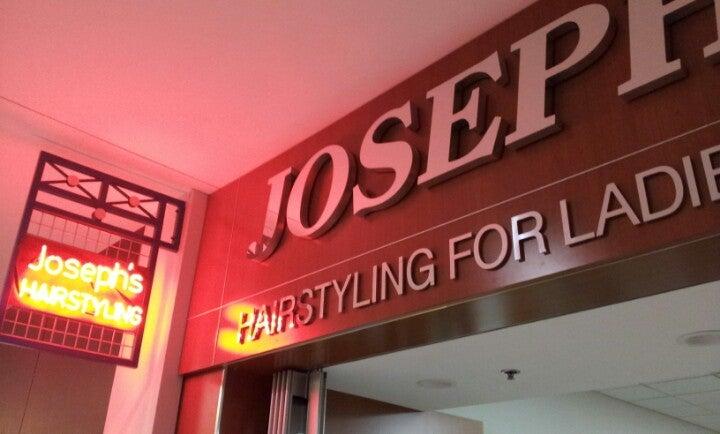 Joseph's
HAIRSTYLING
JOSEPH
HAIRSTYLING FOR LADIE